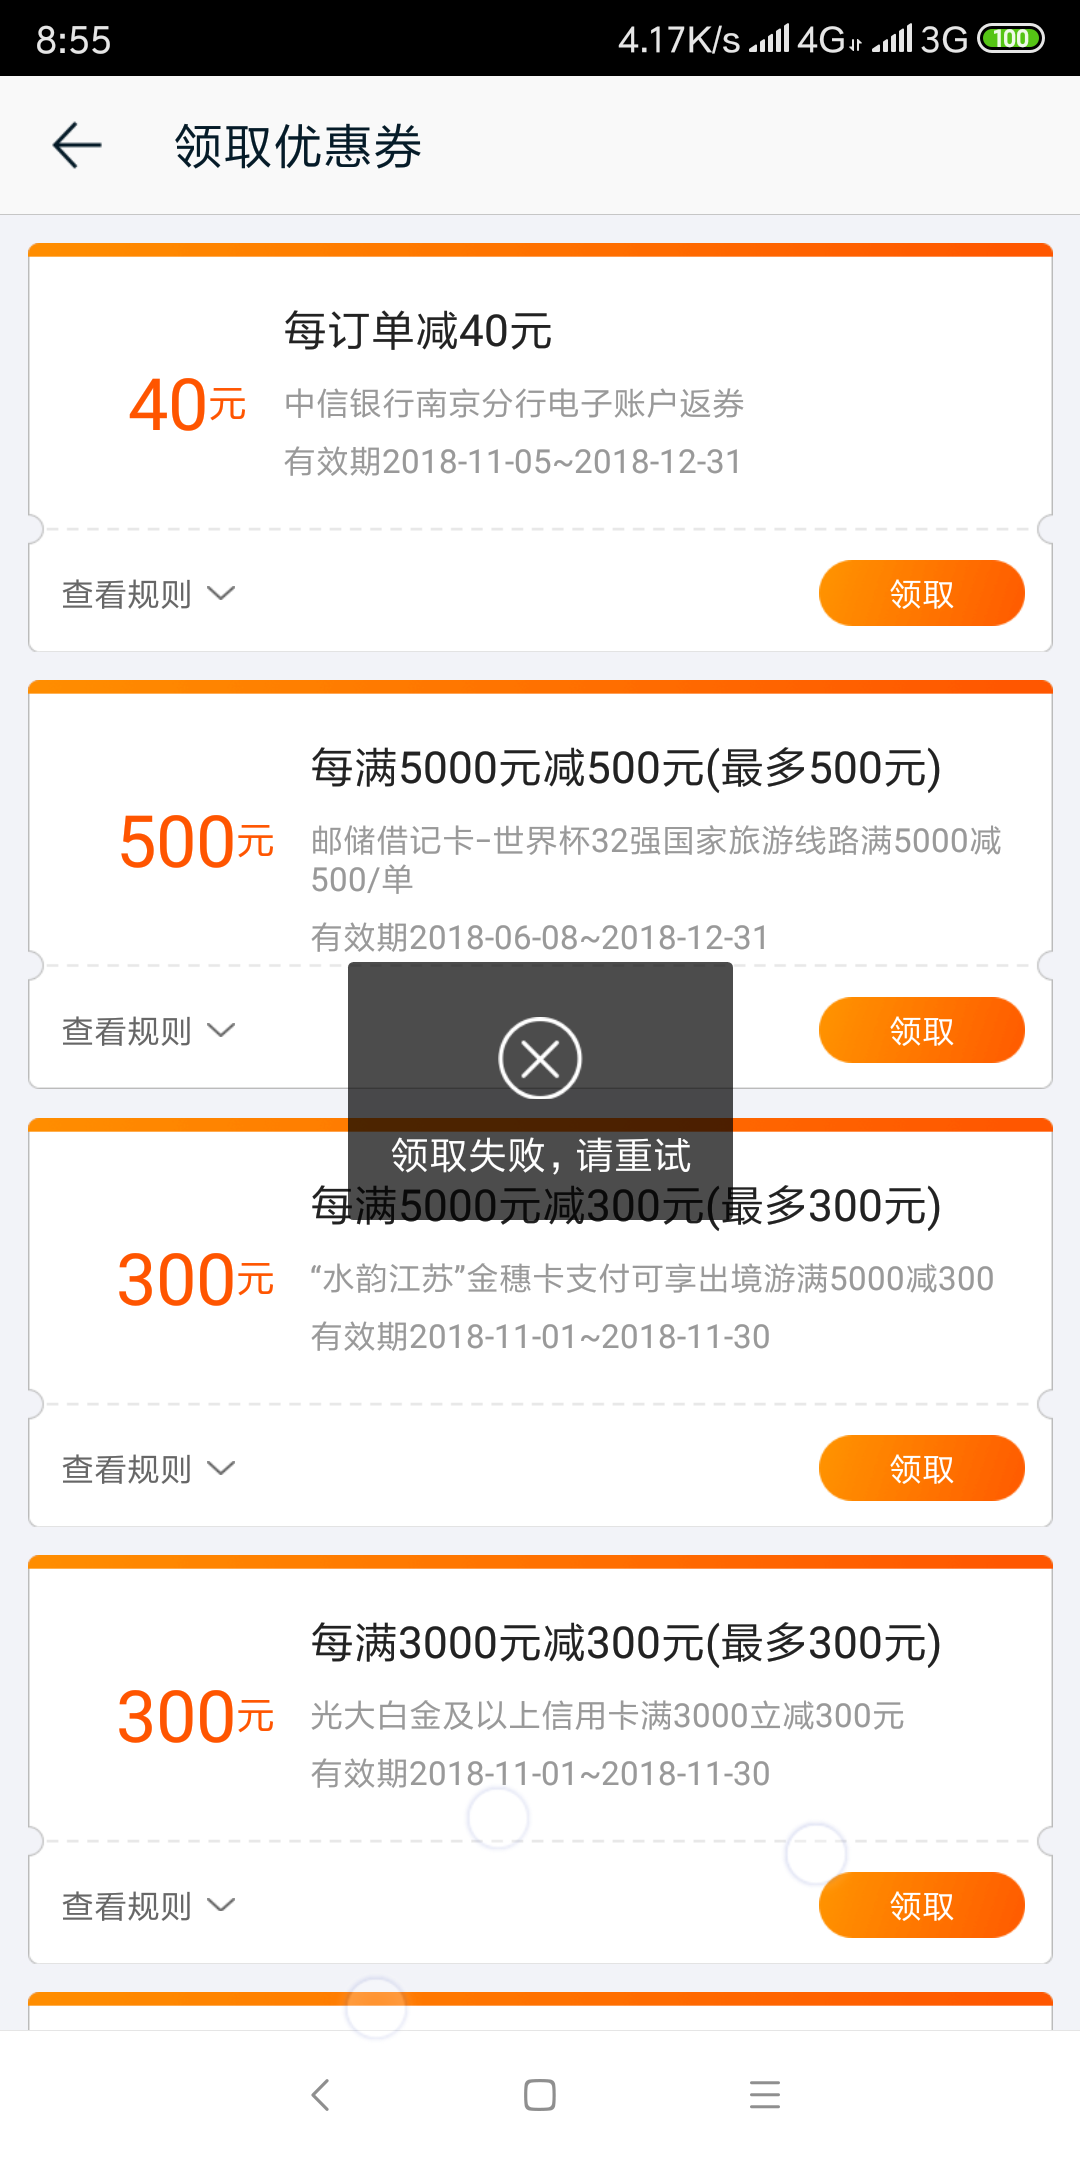 8:55
4.17K/s 4G 3G 100
领取优惠券
每订单减40元
40元
中信银行南京分行电子账户返券
有效期2018-11-05~2018-12-31
查看规则
领取
每满5000元减500元(最多500元)
500元
邮储借记卡-世界杯32强国家旅游线路满5000减
500/单
有效期2018-06-08~2018-12-31
查看规则
领取
领取失败，请重试
每满5000元减300元(最多300元)
300元
“水韵江苏”金穗卡支付可享出境游满5000减300
有效期2018-11-01~2018-11-30
查看规则
领取
每满3000元减300元(最多300元)
300元
光大白金及以上信用卡满3000立减300元
有效期2018-11-01~2018-11-30
查看规则
领取